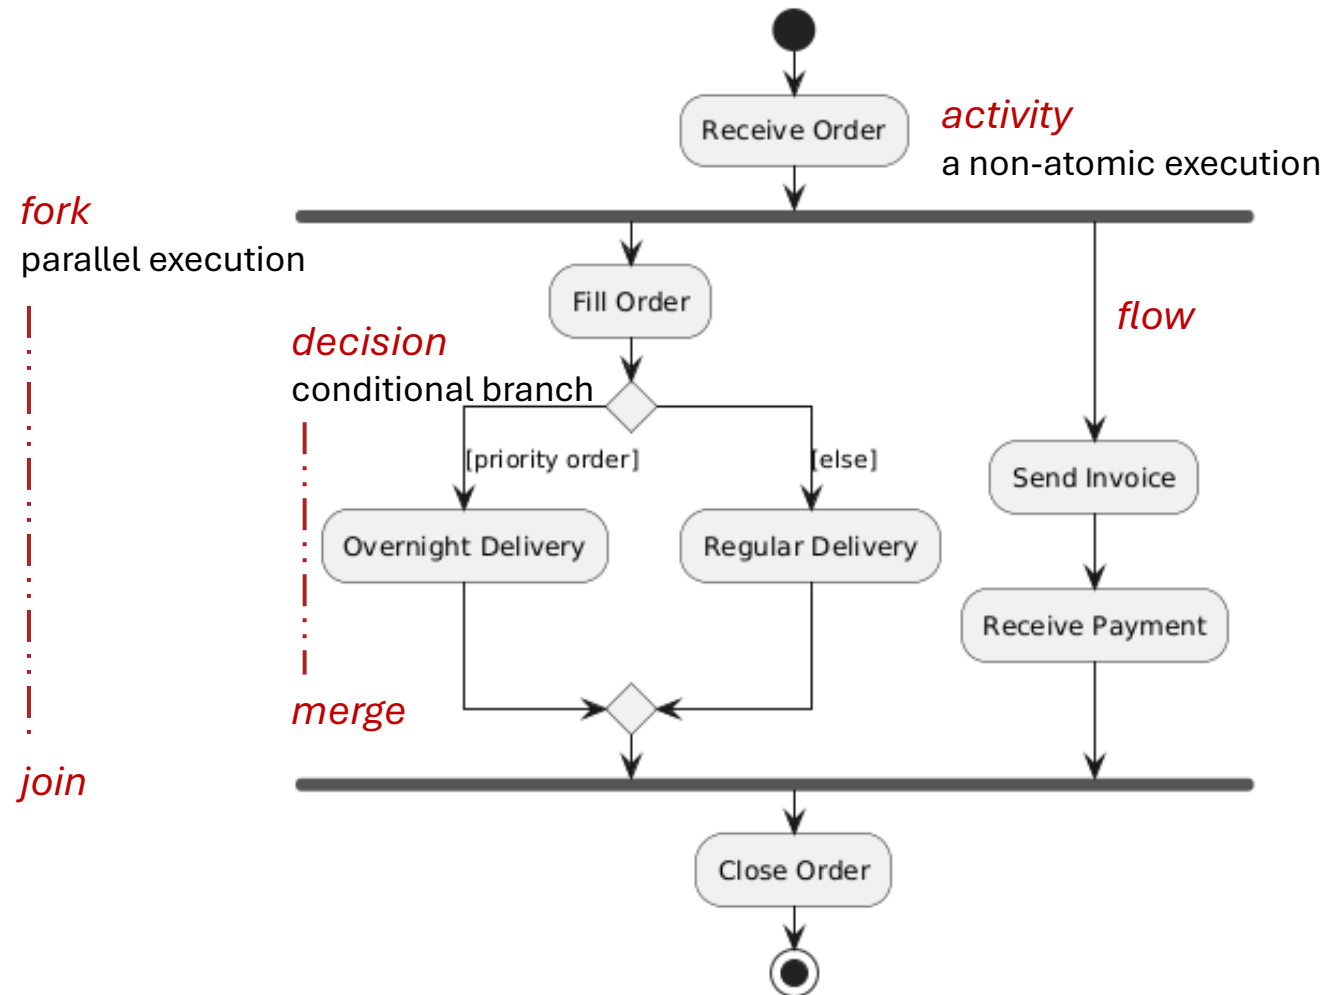 Receive Order
activity
a non-atomic execution
fork
parallel execution
Fill Order
flow
decision
conditional branch
[priority order]
[else]
Send Invoice
Overnight Delivery
Regular Delivery
Receive Payment
merge
join
Close Order